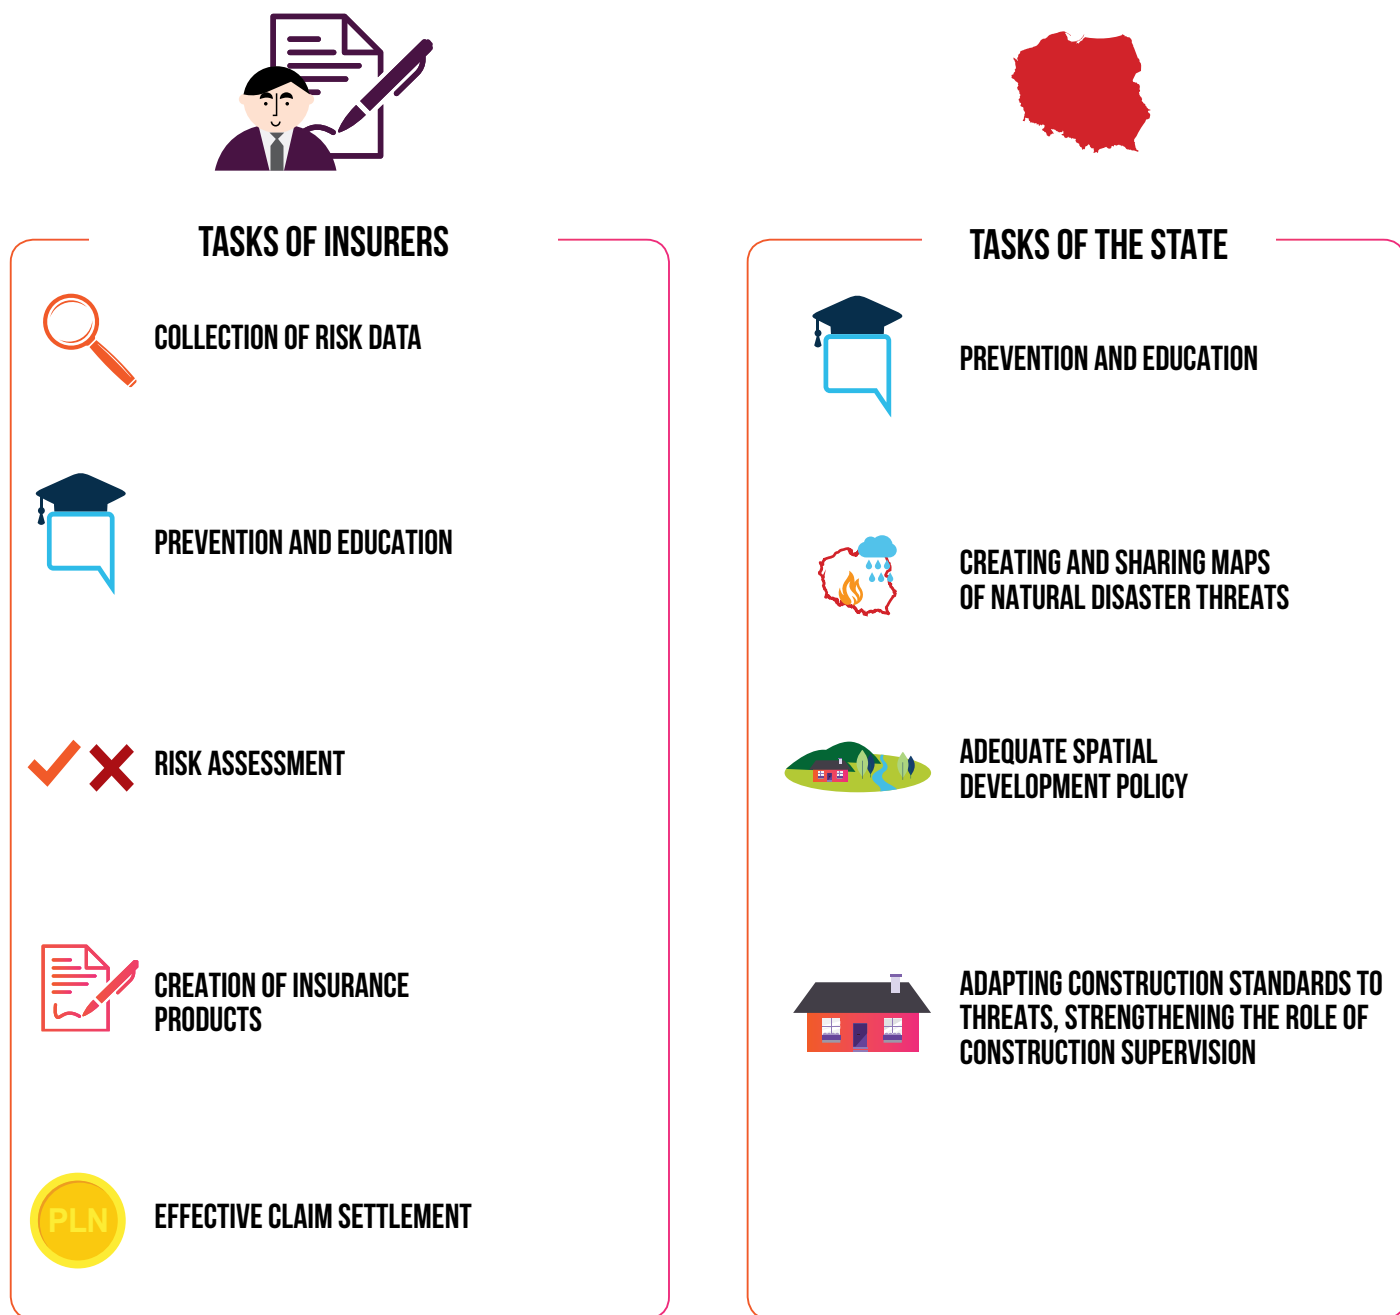 TASKS OF INSURERS
COLLECTION OF RISK DATA
PREVENTION AND EDUCATION
RISK ASSESSMENT
CREATION OF INSURANCE
PRODUCTS
PLN
EFFECTIVE CLAIM SETTLEMENT
TASKS OF THE STATE
PREVENTION AND EDUCATION
CREATING AND SHARING MAPS
OF NATURAL DISASTER THREATS
ADEQUATE SPATIAL
DEVELOPMENT POLICY
ADAPTING CONSTRUCTION STANDARDS TO
THREATS, STRENGTHENING THE ROLE OF
CONSTRUCTION SUPERVISION